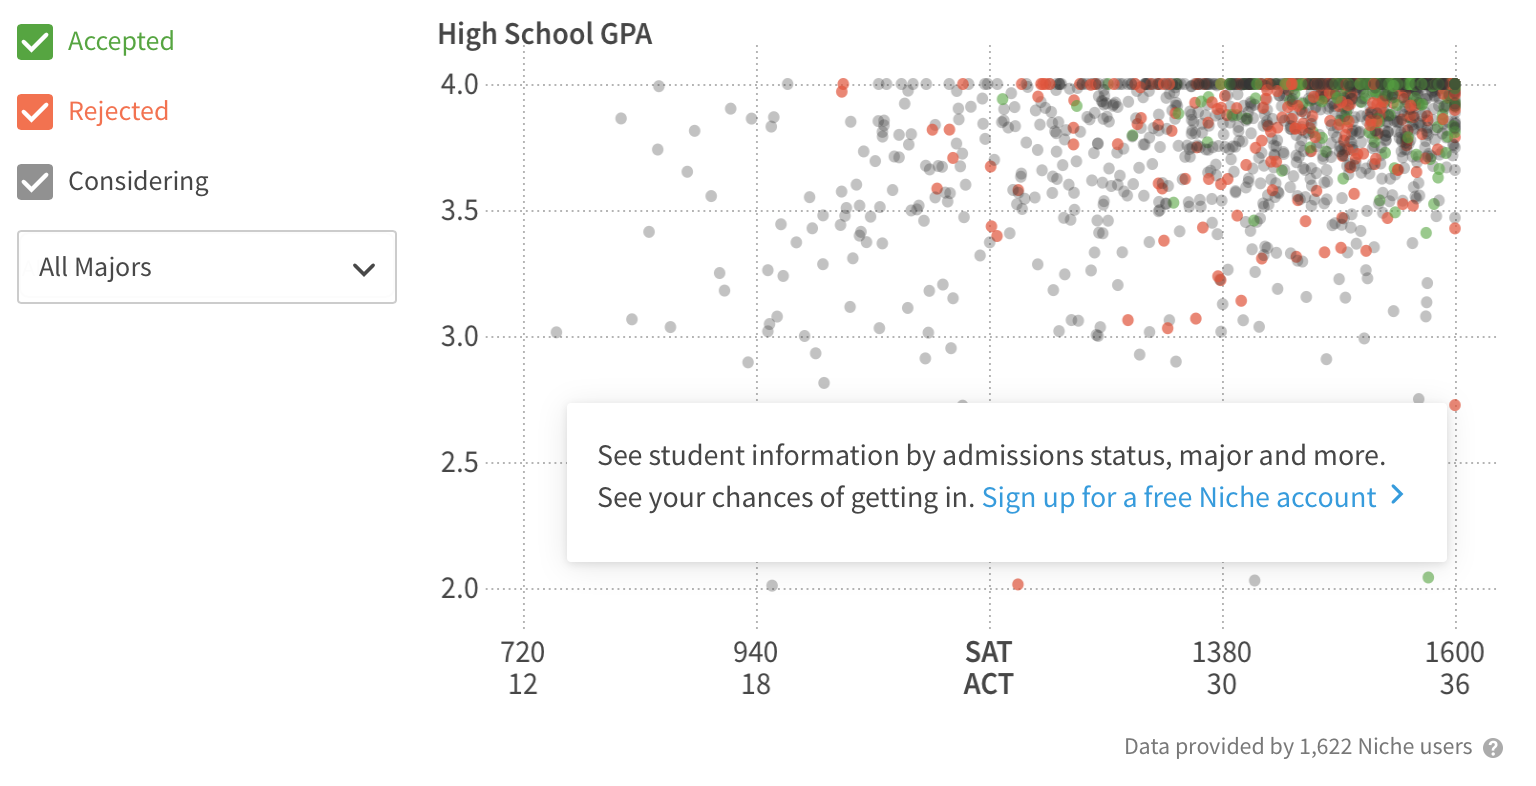 Accepted
Rejected
Considering
All Majors
High School GPA
4.0
3.5
3.0
2.5
2.0
See student information by admissions status, major and more.
See your chances of getting in. Sign up for a free Niche account
720 940 SAT 1380 1600
12 18 ACT 30 36
Data provided by 1,622 Niche users ?